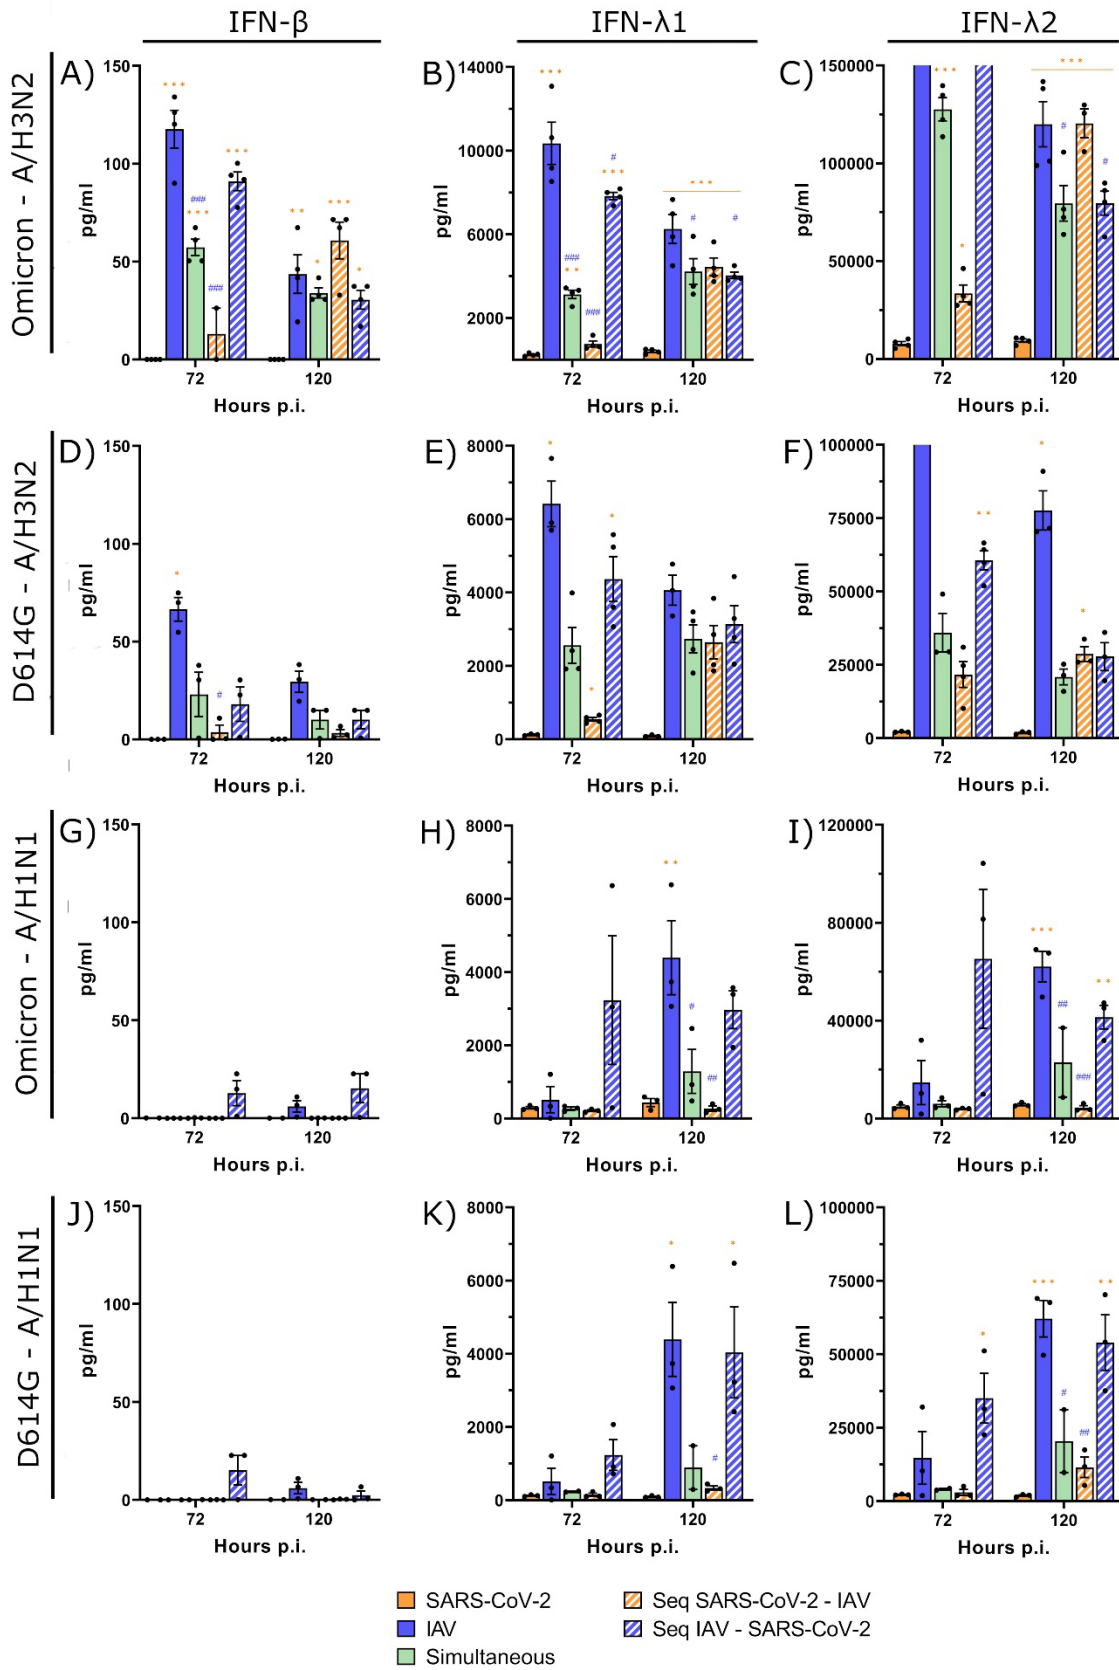 IFN-β IFN-λ1 IFN-λ2
Omicron - A/H3N2
A) B) C)
150 100 50 0
pg/ml
*** ### *** ### *** ** * *** *
72 120
Hours p.i.
14000 10000 6000 2000
pg/ml
*** ### ** ### # *** *** # #
72 120
Hours p.i.
150000 100000 50000 0
pg/ml
*** * *** # #
72 120
Hours p.i.
D614G - A/H3N2
D) E) F)
150 100 50 0
pg/ml
* #
72 120
Hours p.i.
8000 6000 4000 2000 0
pg/ml
* * *
72 120
Hours p.i.
100000 75000 50000 25000 0
pg/ml
** * *
72 120
Hours p.i.
Omicron - A/H1N1
G) H) I)
150 100 50 0
pg/ml
72 120
Hours p.i.
8000 6000 4000 2000 0
pg/ml
** # ##
72 120
Hours p.i.
120000 80000 40000 0
pg/ml
*** ## ### **
72 120
Hours p.i.
D614G - A/H1N1
J) K) L)
150 100 50 0
pg/ml
72 120
Hours p.i.
8000 6000 4000 2000 0
pg/ml
* # *
72 120
Hours p.i.
100000 75000 50000 25000 0
pg/ml
* *** # ## **
72 120
Hours p.i.
SARS-CoV-2
IAV
Simultaneous
Seq SARS-CoV-2 - IAV
Seq IAV - SARS-CoV-2